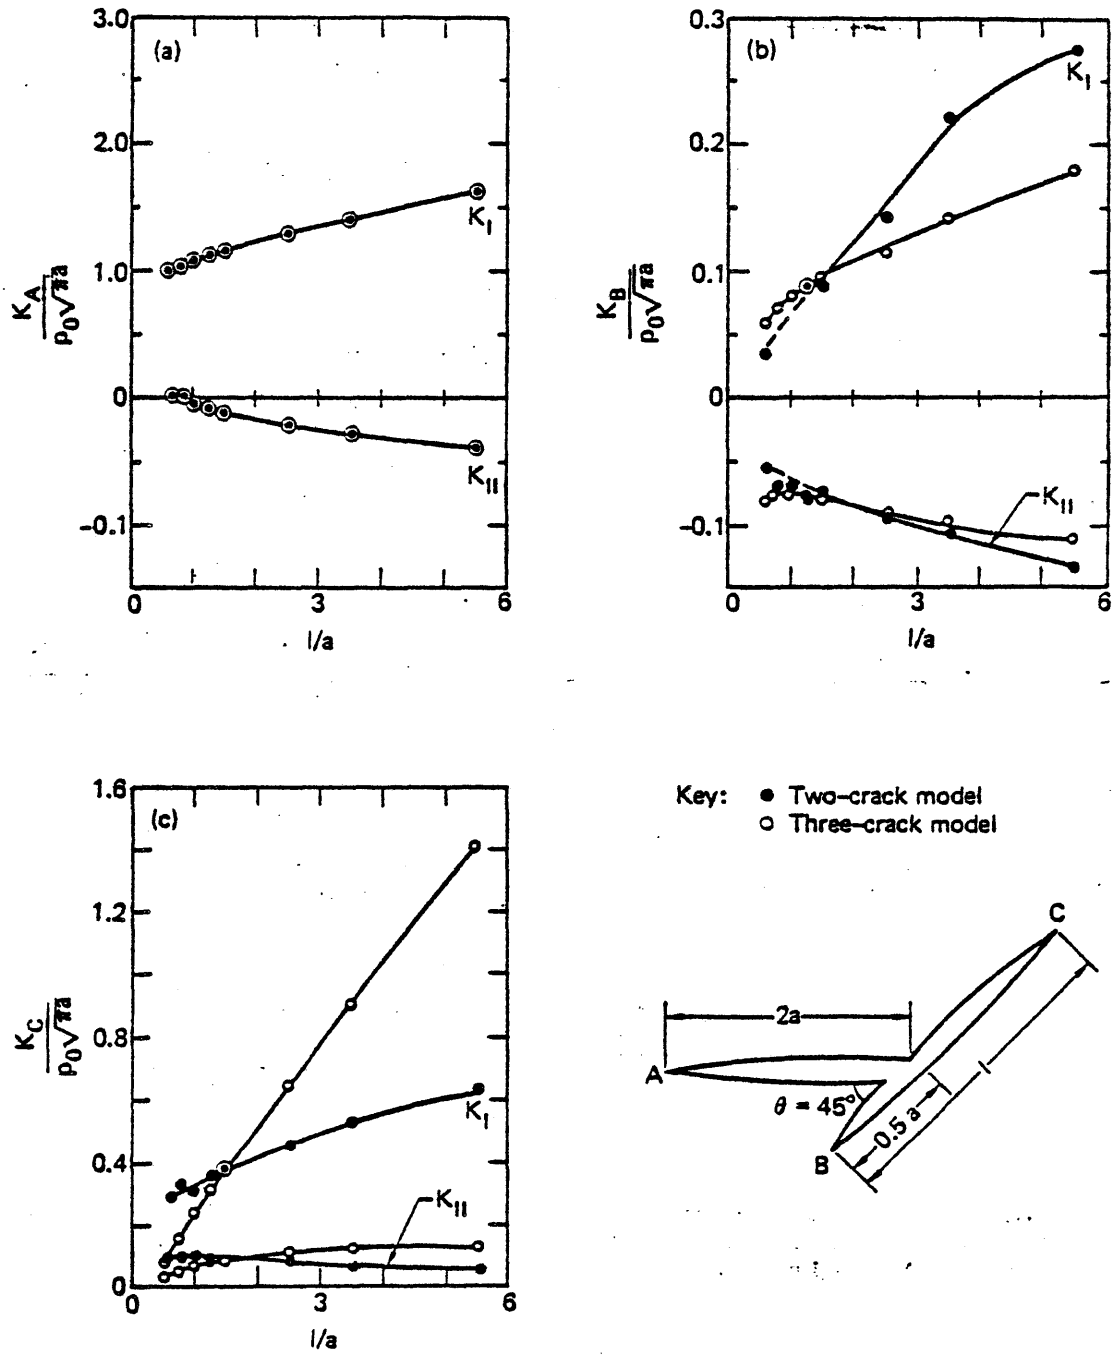 (a)
3.0
2.0
1.0
0
-0.1
K_A / p₀√πa
K_I
K_II
0 3 6
l/a
(b)
0.3
0.2
0.1
0
-0.1
K_B / p₀√πa
K_I
K_II
0 3 6
l/a
(c)
1.6
1.2
0.8
0.4
0
K_C / p₀√πa
K_I
K_II
0 3 6
l/a
Key: ● Two-crack model
○ Three-crack model
C
2a
A
θ = 45°
0.5 a
B